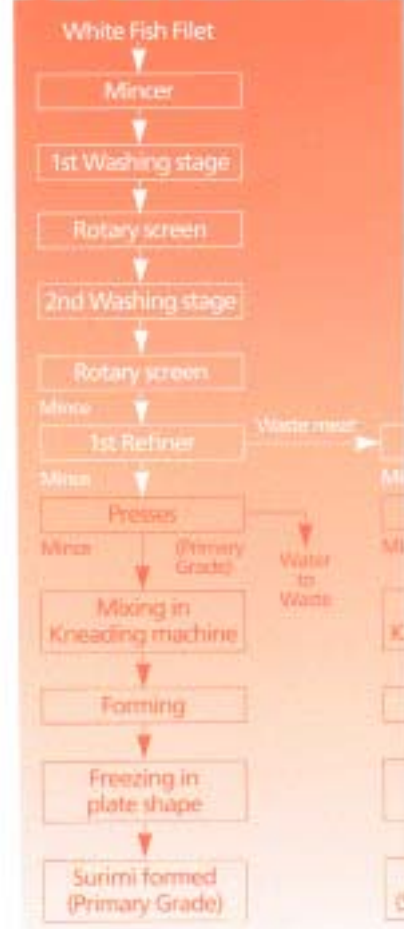 White Fish Filet
Mincer
1st Washing stage
Rotary screen
2nd Washing stage
Rotary screen
Mince
1st Refiner
Waste meat
Mince
Presses
Mince
(Primary
Grade)
Water
to
Waste
Mixing in
Kneading machine
Forming
Freezing in
plate shape
Surimi formed
(Primary Grade)